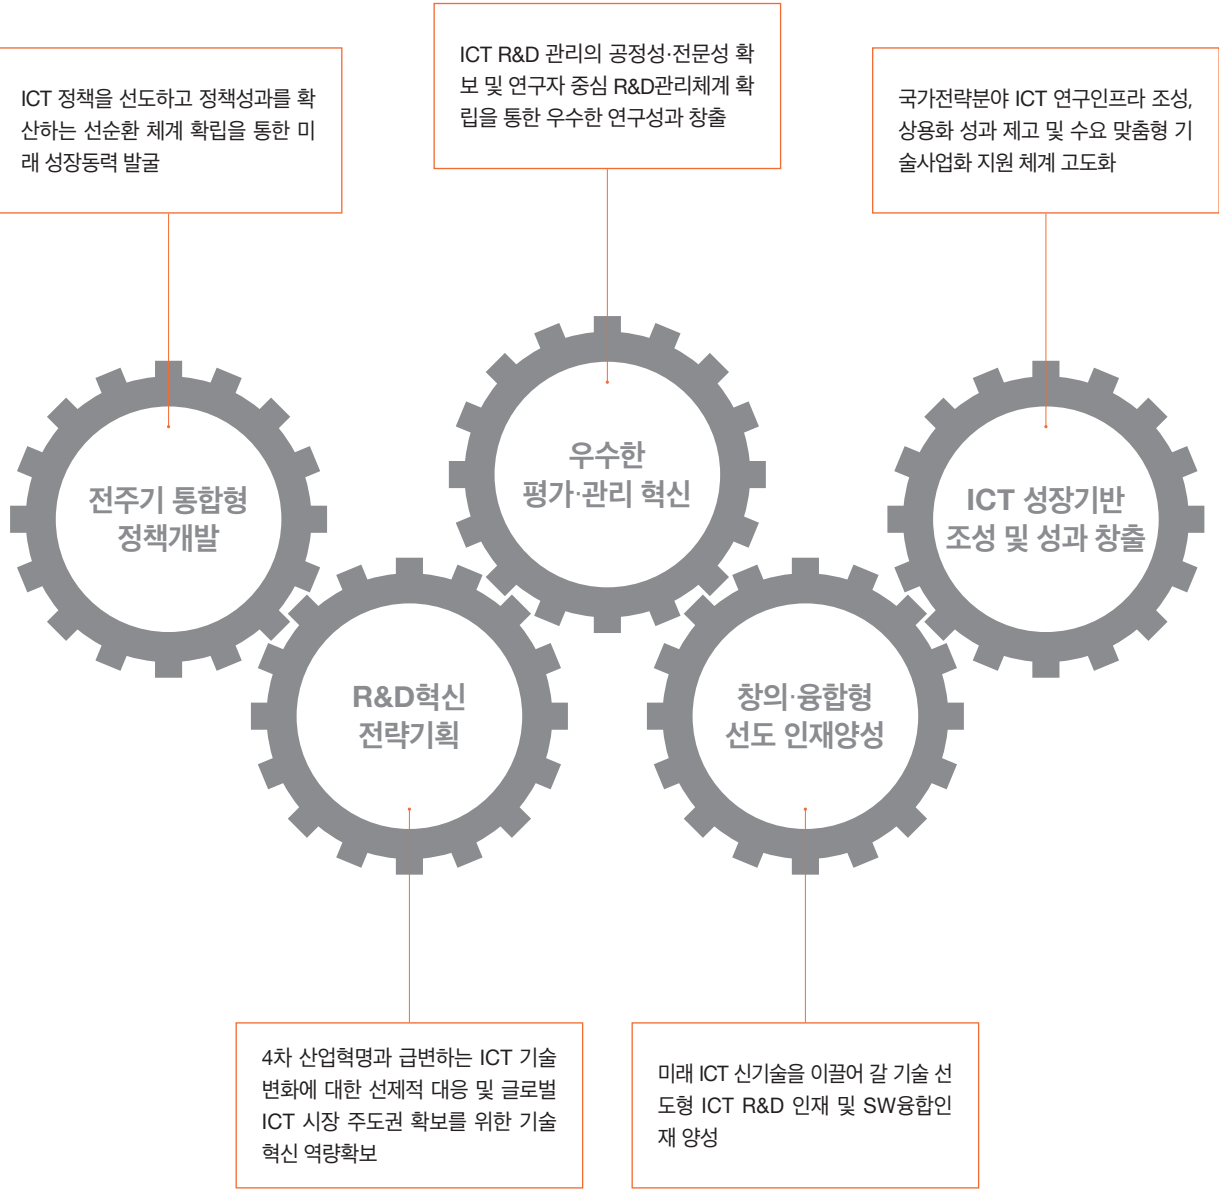 ICT 정책을 선도하고 정책성과를 확
산하는 선순환 체계 확립을 통한 미
래 성장동력 발굴
ICT R&D 관리의 공정성·전문성 확
보 및 연구자 중심 R&D관리체계 확
립을 통한 우수한 연구성과 창출
국가전략분야 ICT 연구인프라 조성,
상용화 성과 제고 및 수요 맞춤형 기
술사업화 지원 체계 고도화
전주기 통합형
정책개발
우수한
평가·관리 혁신
ICT 성장기반
조성 및 성과 창출
R&D혁신
전략기획
창의·융합형
선도 인재양성
4차 산업혁명과 급변하는 ICT 기술
변화에 대한 선제적 대응 및 글로벌
ICT 시장 주도권 확보를 위한 기술
혁신 역량확보
미래 ICT 신기술을 이끌어 갈 기술 선
도형 ICT R&D 인재 및 SW융합인
재 양성